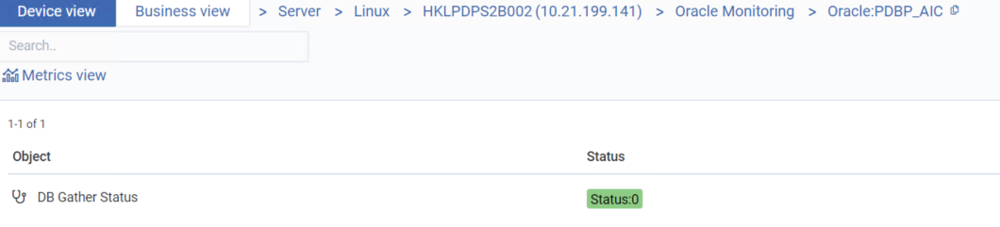 Device view Business view > Server > Linux > HKLPDPS2B002 (10.21.199.141) > Oracle Monitoring > Oracle:PDBP_AIC
Search..
Metrics view
1-1 of 1
Object Status
DB Gather Status Status:0